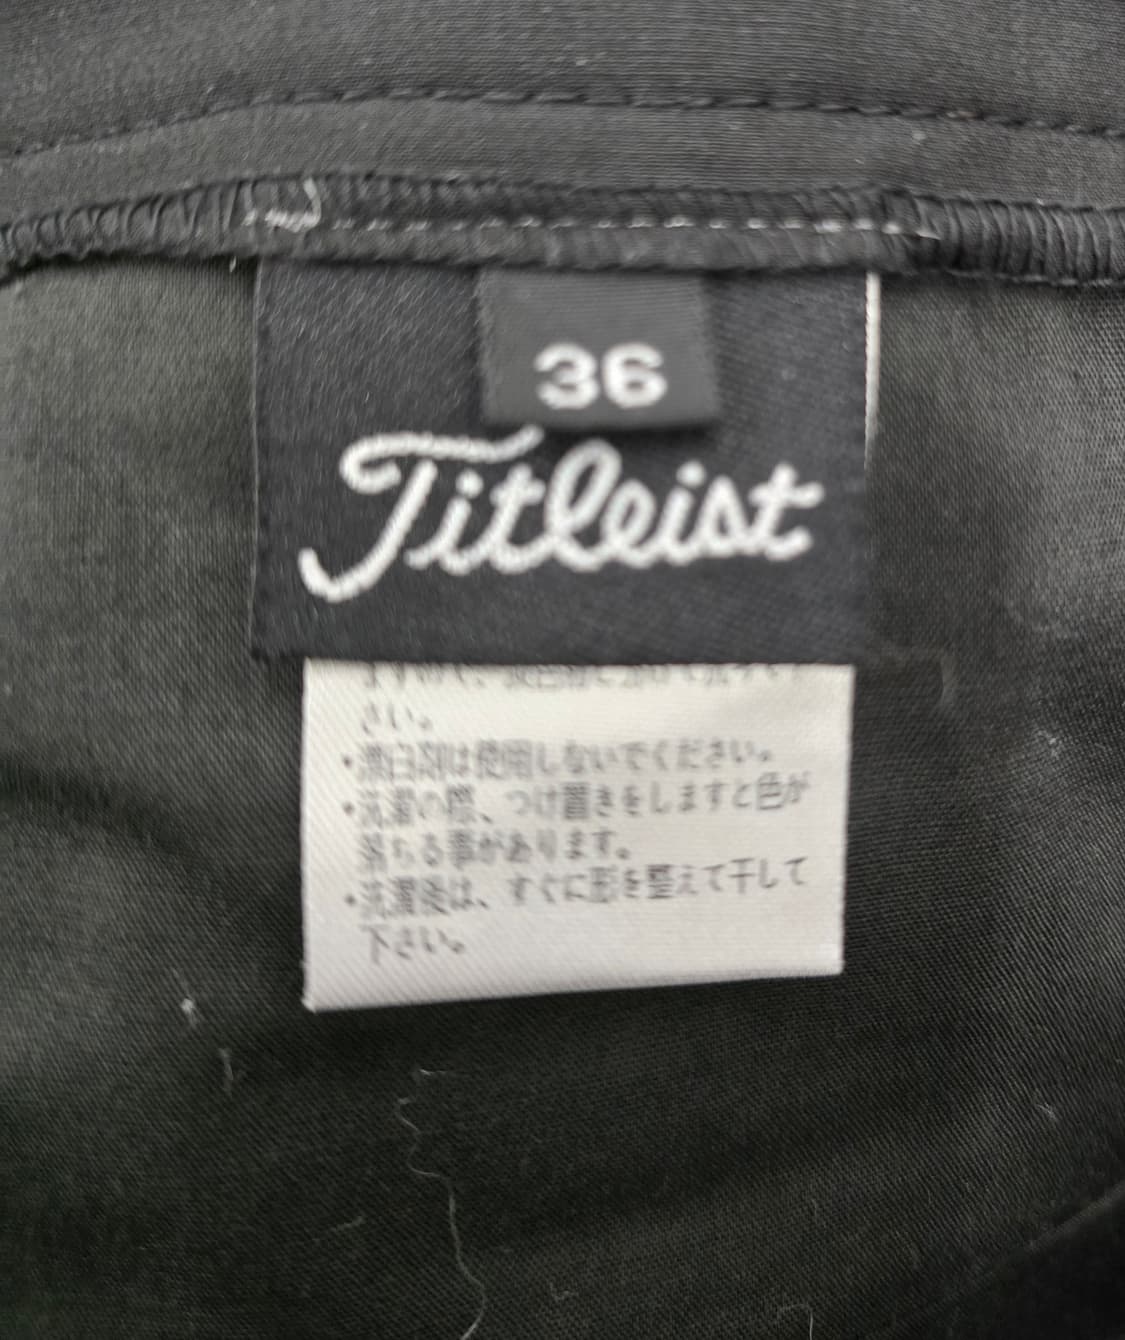 36
Titleist
さい。
・漂白剤は使用しないでください。
・洗濯の際、つけ置きをしますと色が
落ちる事があります。
・洗濯後は、すぐに形を整えて干して
下さい。